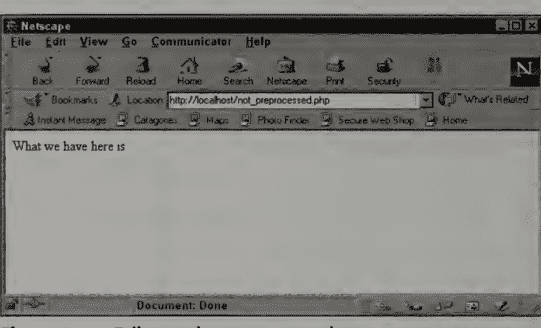 Netscape
File Edit View Go Communicator Help
Back Forward Reload Home Search Netscape Print Security
N
Bookmarks Location http://localhost/not_preprocessed.php What's Related
Instant Message Catagories Maps Photo Finder Secure Web Shop Home
What we have here is
Document: Done